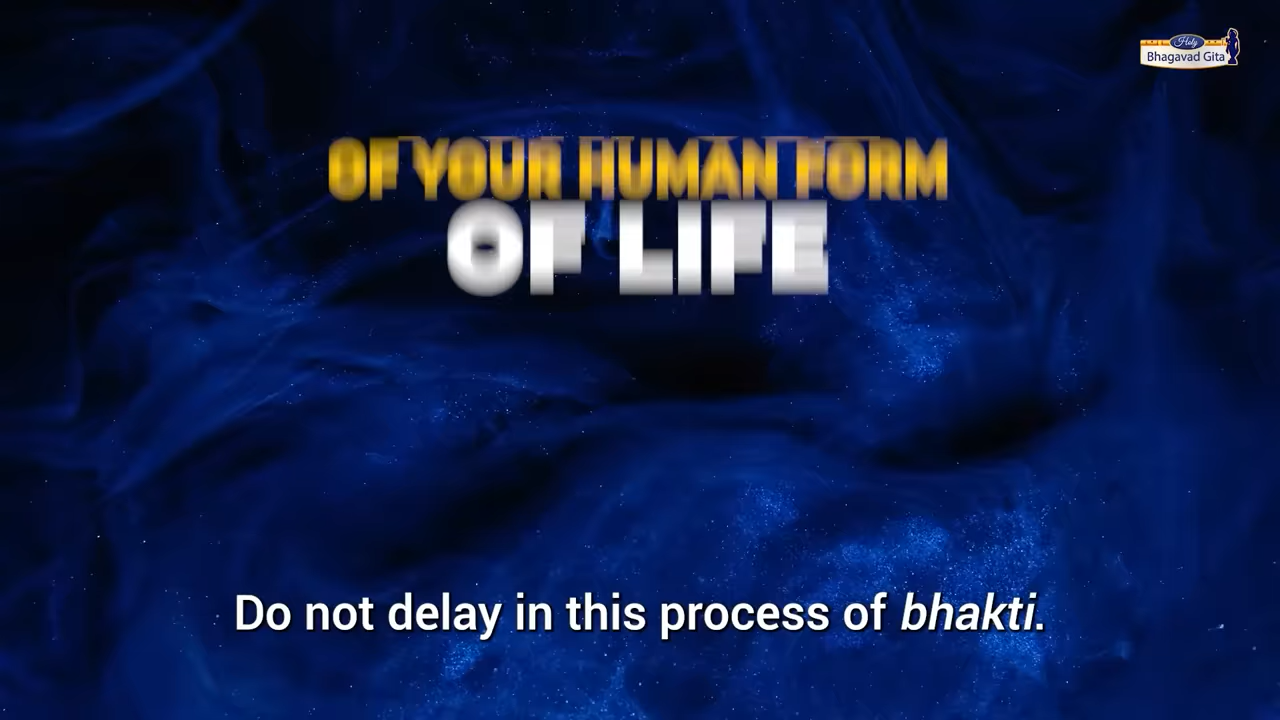 Holy
Bhagavad Gita
OF YOUR HUMAN FORM
OF LIFE
Do not delay in this process of bhakti.